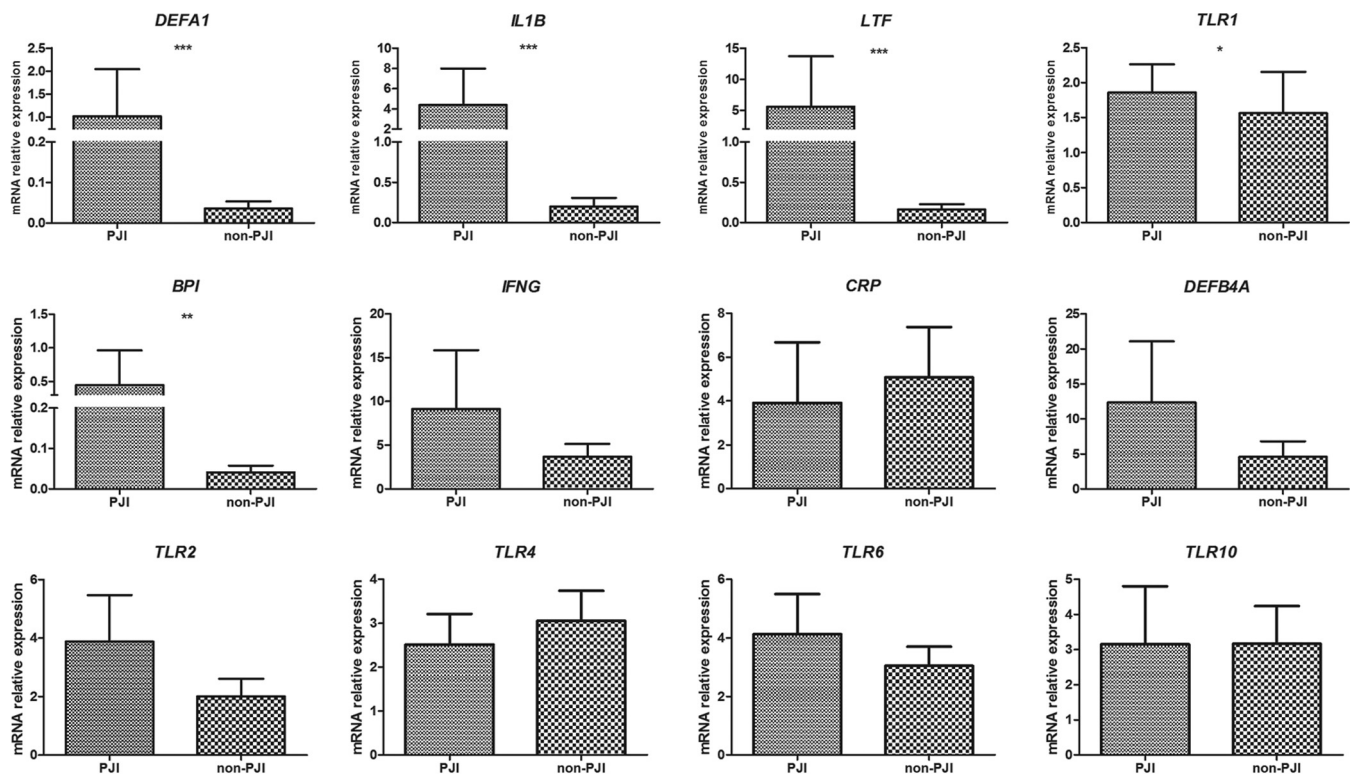 DEFA1
***
mRNA relative expression
2.5
2.0
1.5
1.0
0.2
0.1
0.0
PJI
non-PJI
IL1B
***
mRNA relative expression
10
8
6
4
2
1.0
0.5
0.0
PJI
non-PJI
LTF
***
mRNA relative expression
15
10
5
1.0
0.5
0.0
PJI
non-PJI
TLR1
*
mRNA relative expression
2.5
2.0
1.5
1.0
0.5
0.0
PJI
non-PJI
BPI
**
mRNA relative expression
1.5
1.0
0.5
0.2
0.1
0.0
PJI
non-PJI
IFNG
mRNA relative expression
20
15
10
5
0
PJI
non-PJI
CRP
mRNA relative expression
8
6
4
2
0
PJI
non-PJI
DEFB4A
mRNA relative expression
25
20
15
10
5
0
PJI
non-PJI
TLR2
mRNA relative expression
6
4
2
0
PJI
non-PJI
TLR4
mRNA relative expression
4
3
2
1
0
PJI
non-PJI
TLR6
mRNA relative expression
6
4
2
0
PJI
non-PJI
TLR10
mRNA relative expression
5
4
3
2
1
0
PJI
non-PJI